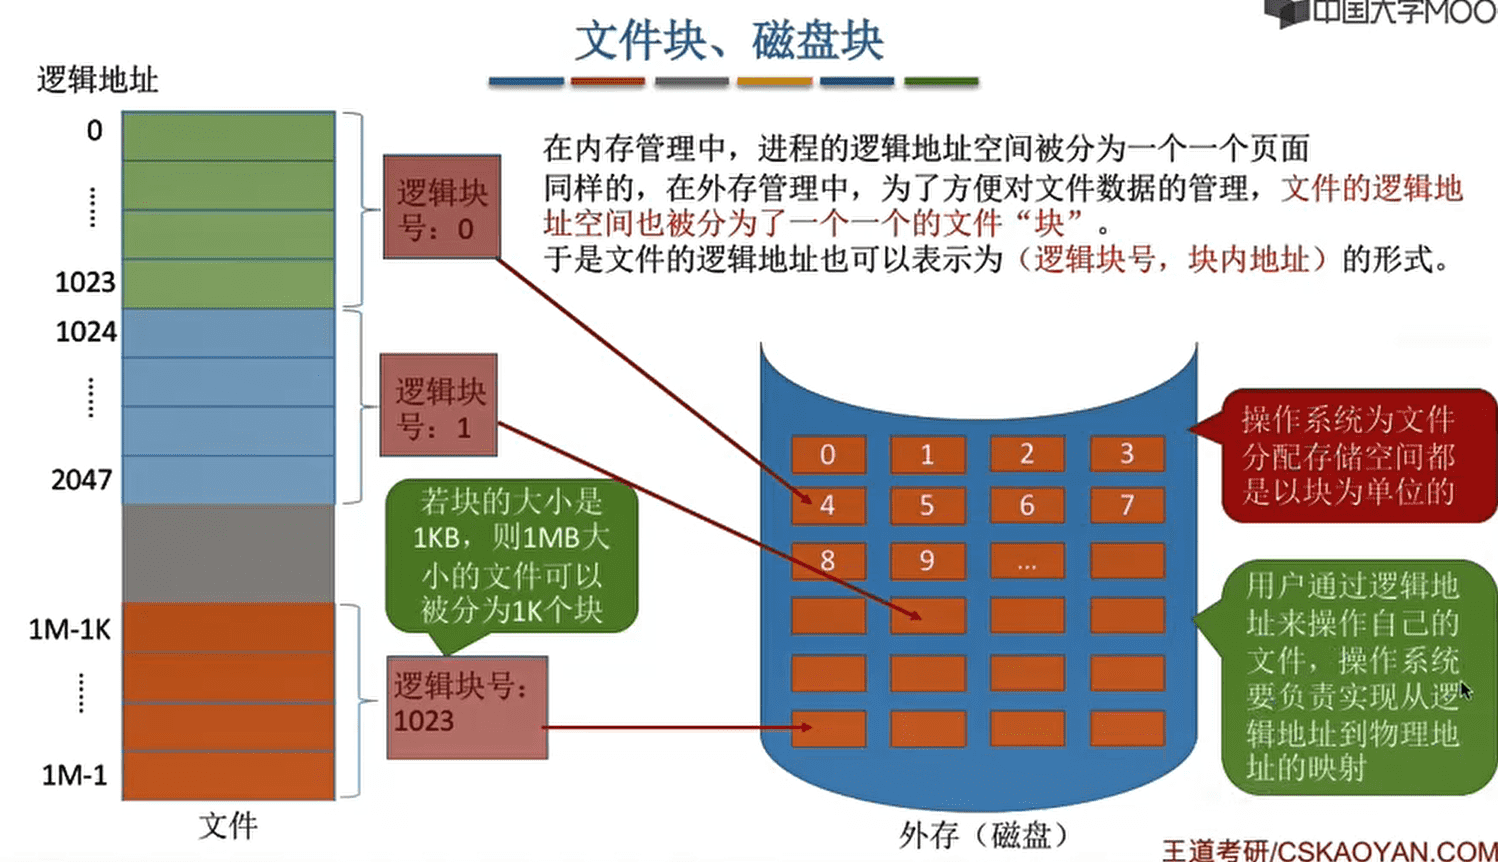 中国大学MOO
文件块、磁盘块
逻辑地址
0
……
1023
1024
……
2047
1M-1K
……
1M-1
文件
逻辑块
号：0
逻辑块
号：1
若块的大小是
1KB，则1MB大
小的文件可以
被分为1K个块
逻辑块号：
1023
在内存管理中，进程的逻辑地址空间被分为一个一个页面
同样的，在外存管理中，为了方便对文件数据的管理，文件的逻辑地
址空间也被分为了一个一个的文件“块”。
于是文件的逻辑地址也可以表示为（逻辑块号，块内地址）的形式。
0 1 2 3
4 5 6 7
8 9 ...
外存（磁盘）
操作系统为文件
分配存储空间都
是以块为单位的
用户通过逻辑地
址来操作自己的
文件，操作系统
要负责实现从逻
辑地址到物理地
址的映射
王道考研/CSKAOYAN.COM